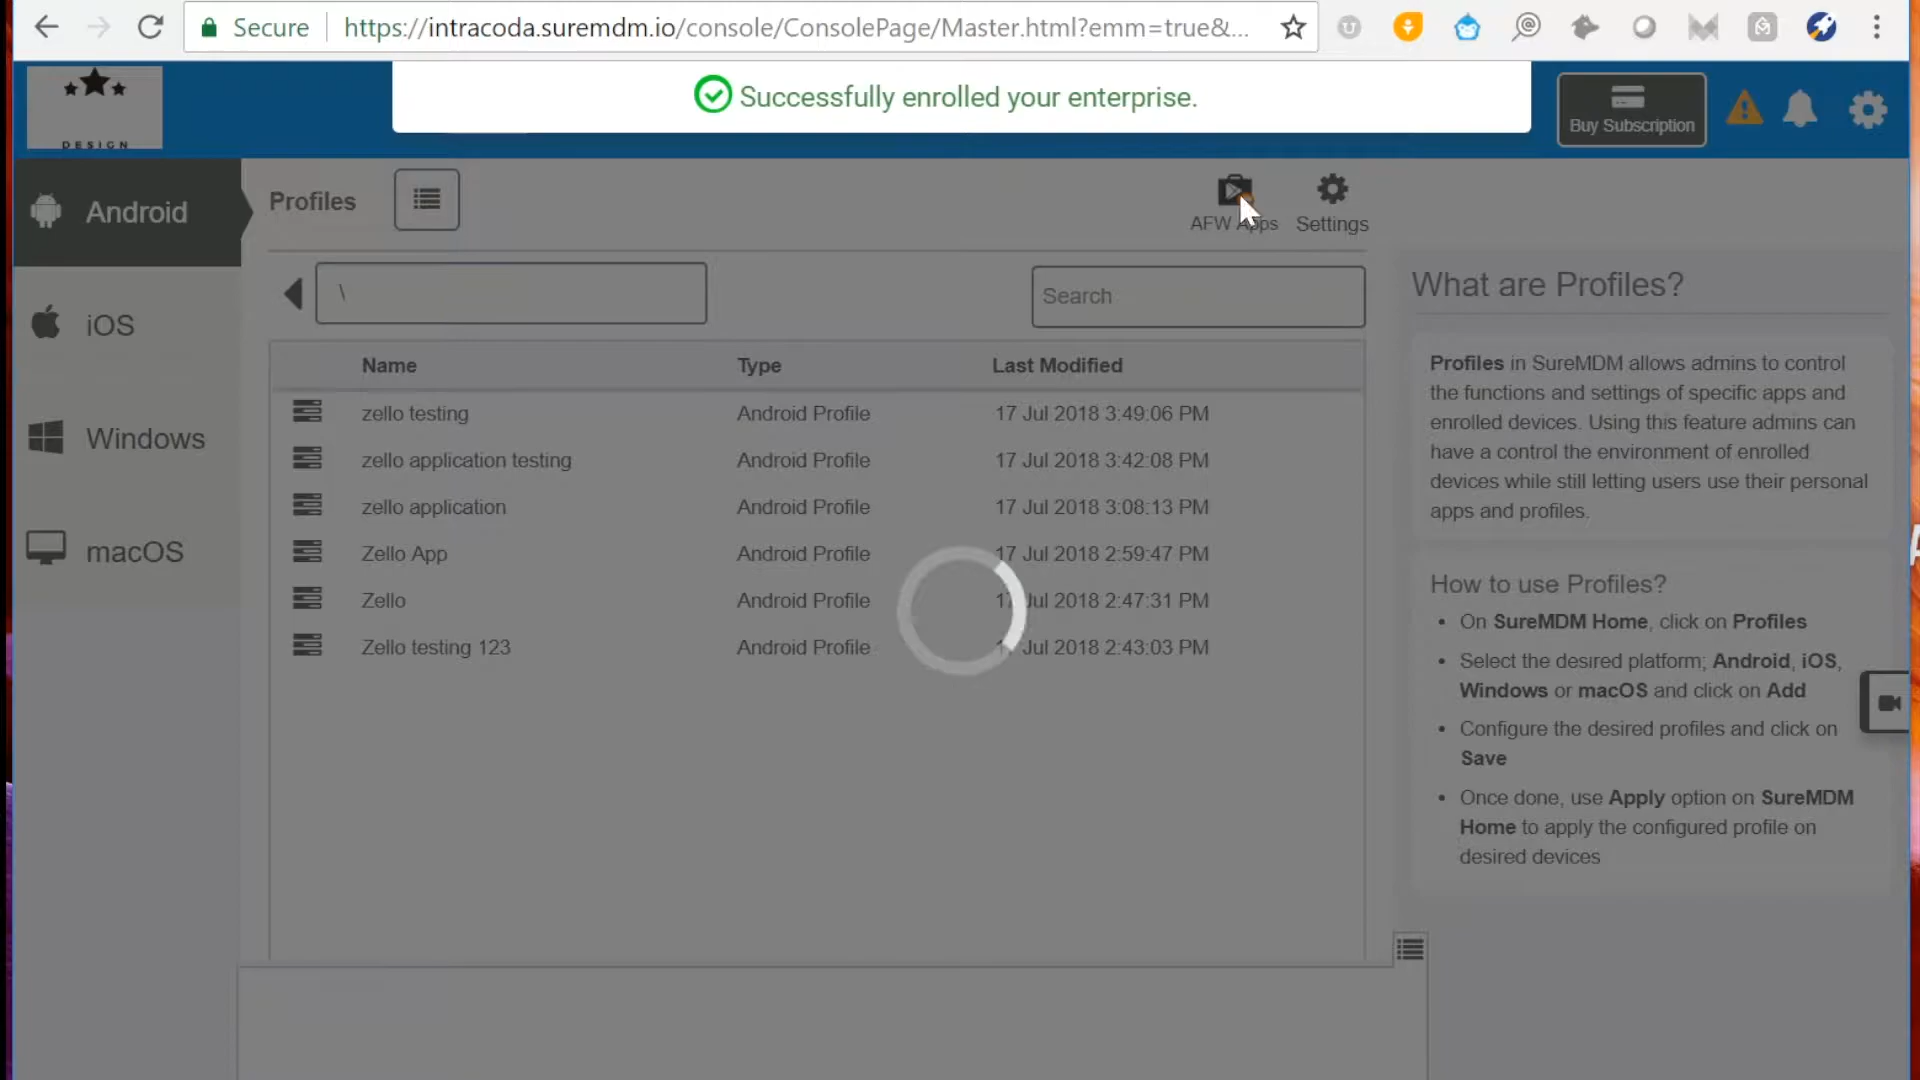 Secure
https://intracoda.suremdm.io/console/ConsolePage/Master.html?emm=true&...
DESIGN
Successfully enrolled your enterprise.
Buy Subscription
Android
Profiles
AFW Apps
Settings
\
Search
What are Profiles?
iOS
Name Type Last Modified
Profiles in SureMDM allows admins to control
the functions and settings of specific apps and
enrolled devices. Using this feature admins can
have a control the environment of enrolled
devices while still letting users use their personal
apps and profiles.
zello testing Android Profile 17 Jul 2018 3:49:06 PM
Windows
zello application testing Android Profile 17 Jul 2018 3:42:08 PM
zello application Android Profile 17 Jul 2018 3:08:13 PM
macOS
Zello App Android Profile 17 Jul 2018 2:59:47 PM
Zello Android Profile 17 Jul 2018 2:47:31 PM
Zello testing 123 Android Profile 17 Jul 2018 2:43:03 PM
How to use Profiles?
• On SureMDM Home, click on Profiles
• Select the desired platform; Android, iOS,
Windows or macOS and click on Add
• Configure the desired profiles and click on
Save
• Once done, use Apply option on SureMDM
Home to apply the configured profile on
desired devices